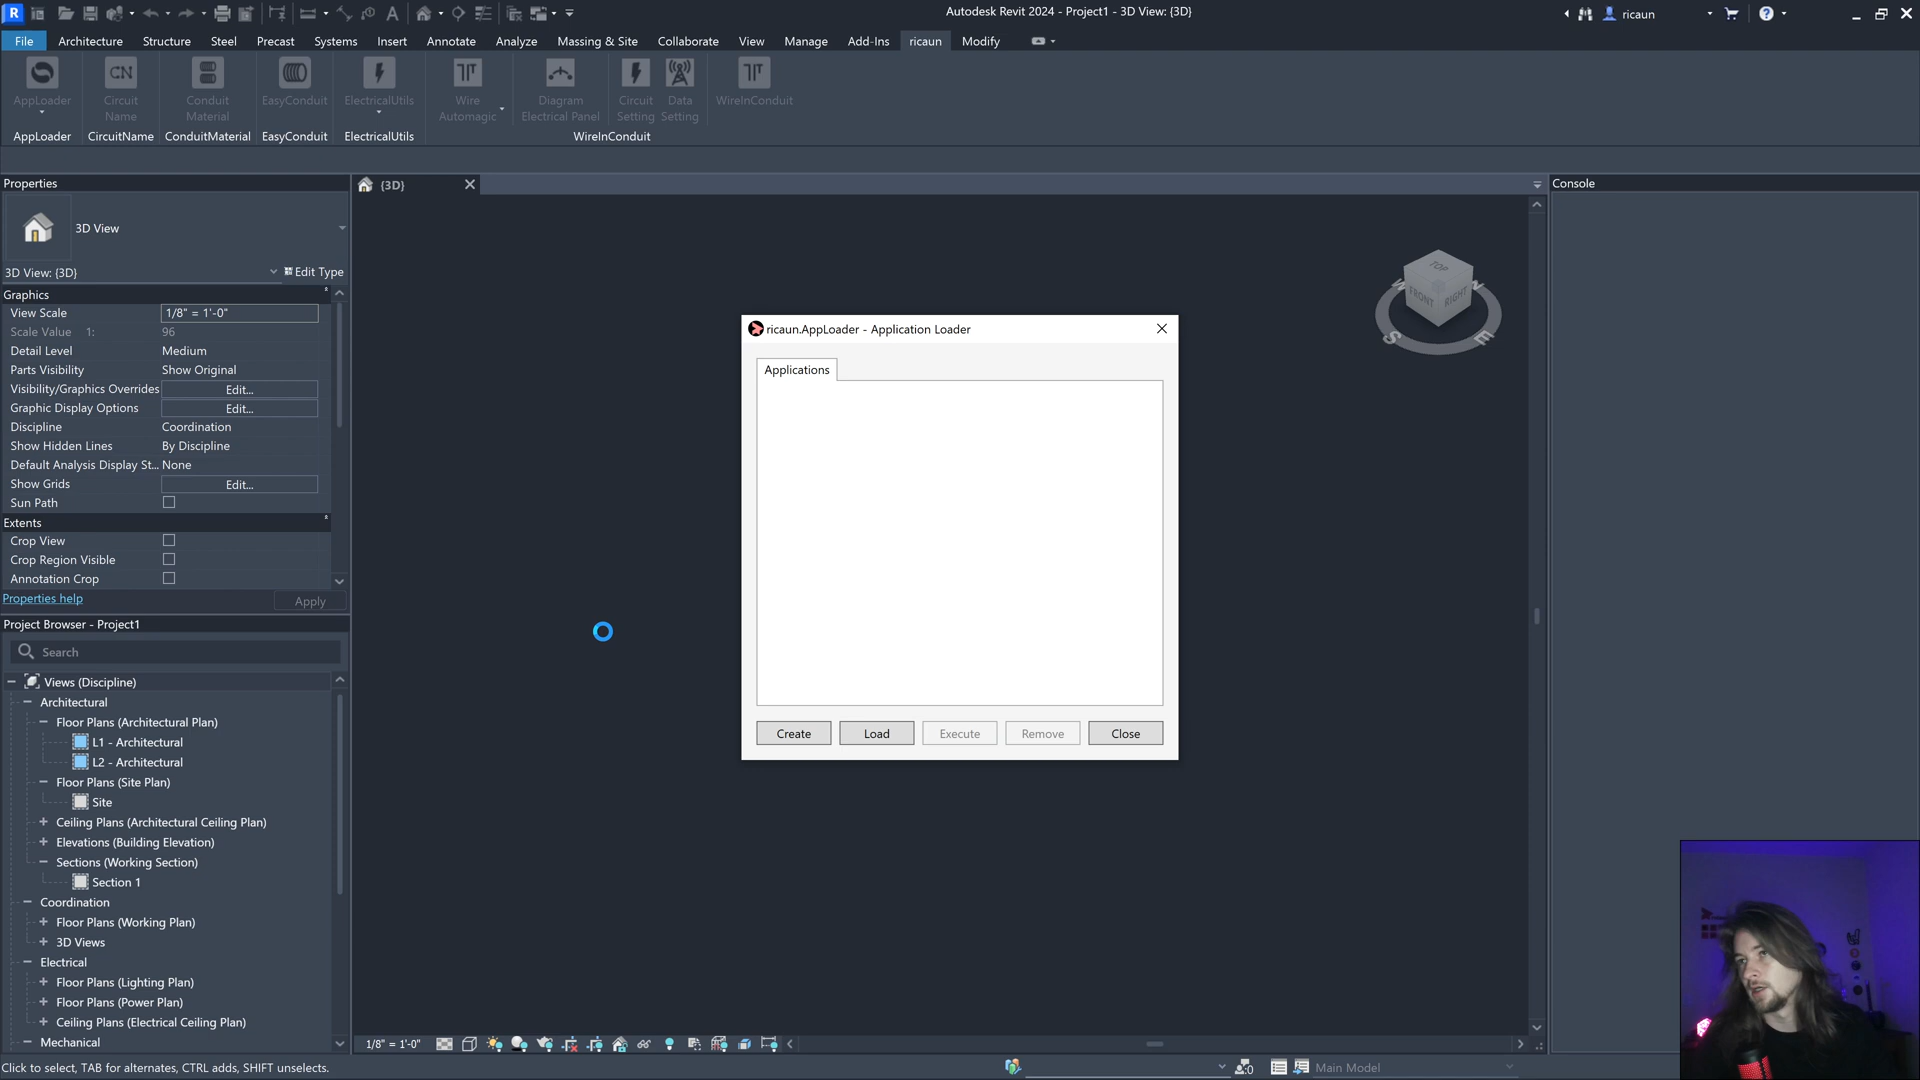 Autodesk Revit 2024 - Project1 - 3D View: {3D}
ricaun
File Architecture Structure Steel Precast Systems Insert Annotate Analyze Massing & Site Collaborate View Manage Add-Ins ricaun Modify
AppLoader
CN
Circuit Name
Conduit Material
EasyConduit
ElectricalUtils
Wire Automagic
Diagram Electrical Panel
Circuit Setting
Data Setting
WireInConduit
AppLoader CircuitName ConduitMaterial EasyConduit ElectricalUtils WireInConduit
Properties
{3D}
Console
3D View
3D View: {3D} Edit Type
Graphics
View Scale 1/8" = 1'-0"
Scale Value 1: 96
Detail Level Medium
Parts Visibility Show Original
Visibility/Graphics Overrides Edit...
Graphic Display Options Edit...
Discipline Coordination
Show Hidden Lines By Discipline
Default Analysis Display St... None
Show Grids Edit...
Sun Path
Extents
Crop View
Crop Region Visible
Annotation Crop
Properties help Apply
TOP
FRONT RIGHT
W
S E
ricaun.AppLoader - Application Loader
Applications
Create Load Execute Remove Close
Project Browser - Project1
Search
Views (Discipline)
Architectural
Floor Plans (Architectural Plan)
L1 - Architectural
L2 - Architectural
Floor Plans (Site Plan)
Site
Ceiling Plans (Architectural Ceiling Plan)
Elevations (Building Elevation)
Sections (Working Section)
Section 1
Coordination
Floor Plans (Working Plan)
3D Views
Electrical
Floor Plans (Lighting Plan)
Floor Plans (Power Plan)
Ceiling Plans (Electrical Ceiling Plan)
Mechanical
1/8" = 1'-0"
Click to select, TAB for alternates, CTRL adds, SHIFT unselects.
:0
Main Model